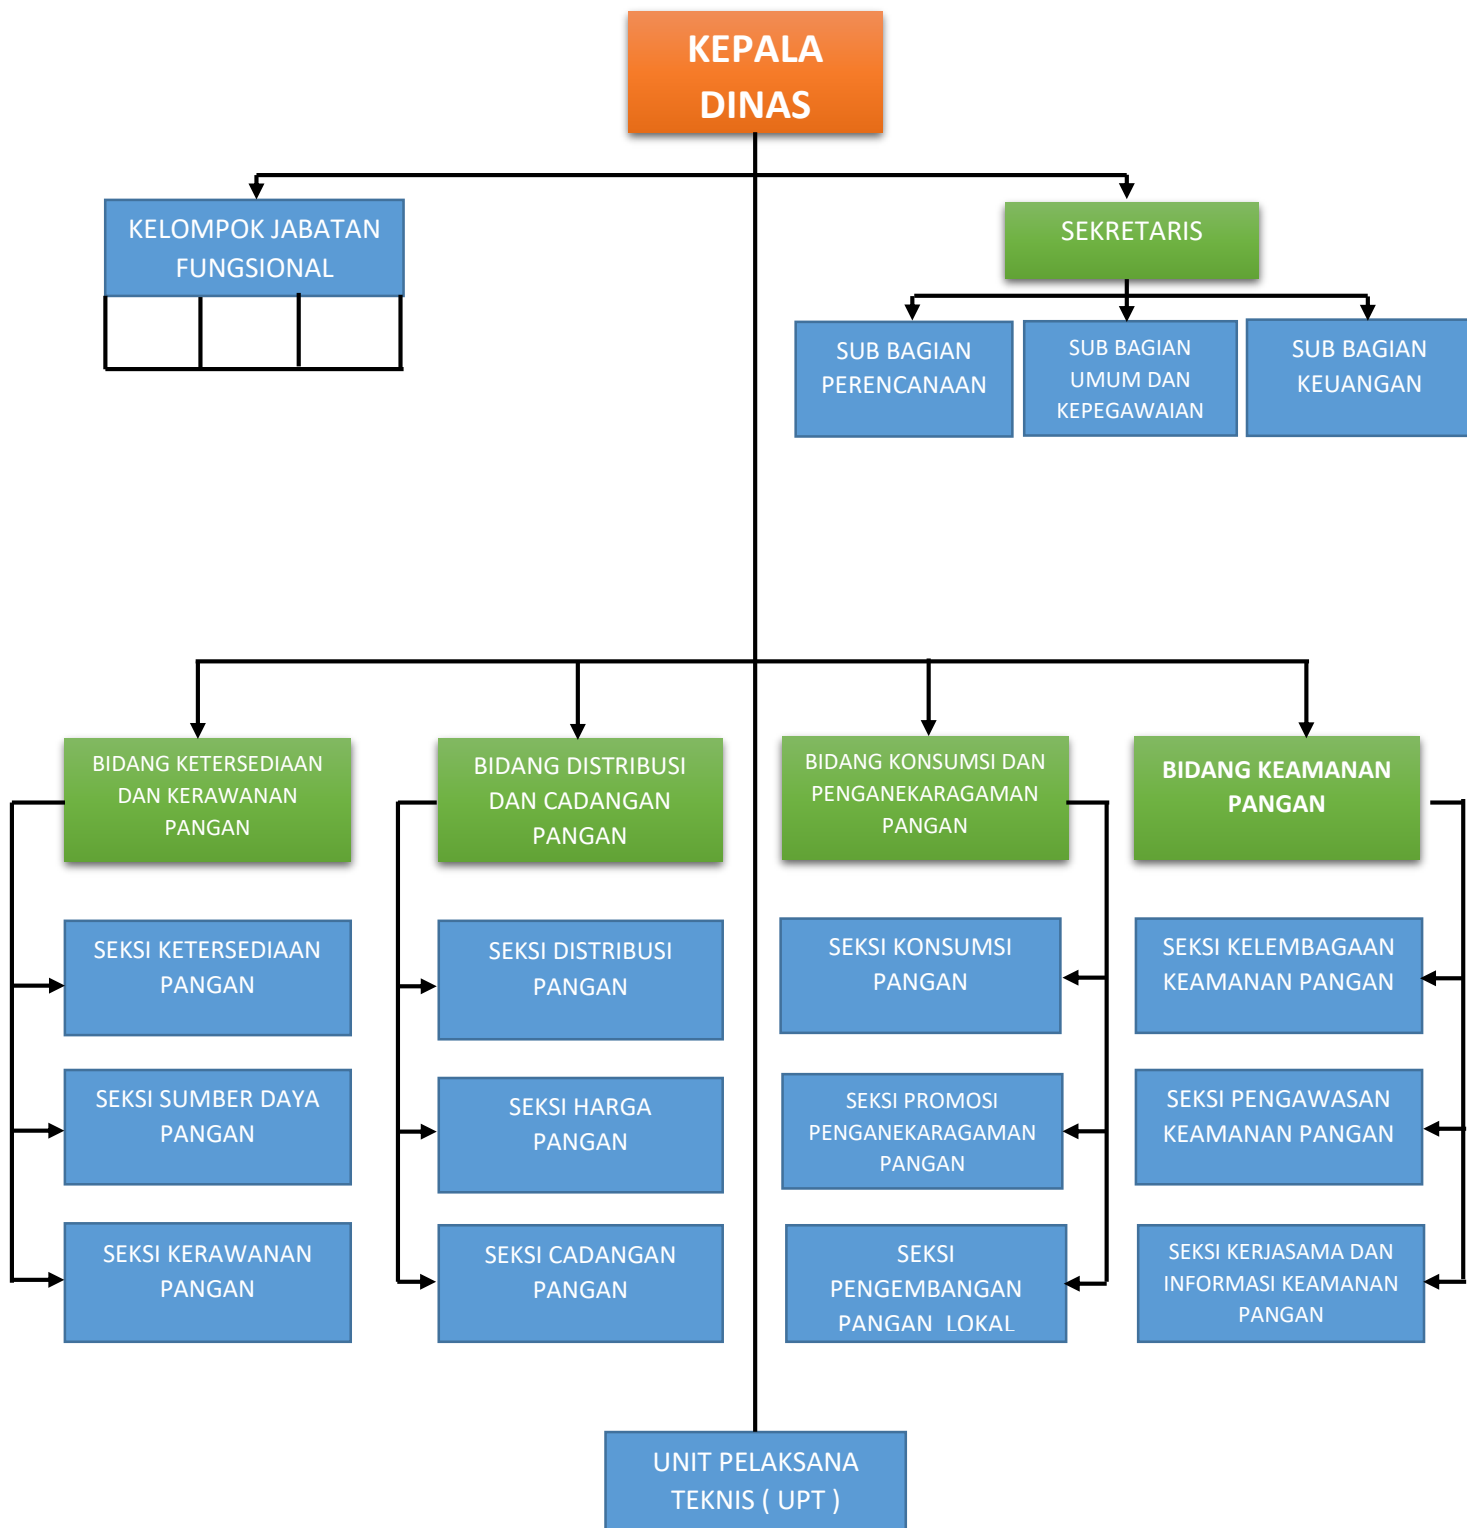 KEPALA
DINAS
KELOMPOK JABATAN
FUNGSIONAL
SEKRETARIS
SUB BAGIAN
PERENCANAAN
SUB BAGIAN
UMUM DAN
KEPEGAWAIAN
SUB BAGIAN
KEUANGAN
BIDANG KETERSEDIAAN
DAN KERAWANAN
PANGAN
BIDANG DISTRIBUSI
DAN CADANGAN
PANGAN
BIDANG KONSUMSI DAN
PENGANEKARAGAMAN
PANGAN
BIDANG KEAMANAN
PANGAN
SEKSI KETERSEDIAAN
PANGAN
SEKSI DISTRIBUSI
PANGAN
SEKSI KONSUMSI
PANGAN
SEKSI KELEMBAGAAN
KEAMANAN PANGAN
SEKSI SUMBER DAYA
PANGAN
SEKSI HARGA
PANGAN
SEKSI PROMOSI
PENGANEKARAGAMAN
PANGAN
SEKSI PENGAWASAN
KEAMANAN PANGAN
SEKSI KERAWANAN
PANGAN
SEKSI CADANGAN
PANGAN
SEKSI
PENGEMBANGAN
PANGAN  LOKAL
SEKSI KERJASAMA DAN
INFORMASI KEAMANAN
PANGAN
UNIT PELAKSANA
TEKNIS ( UPT )